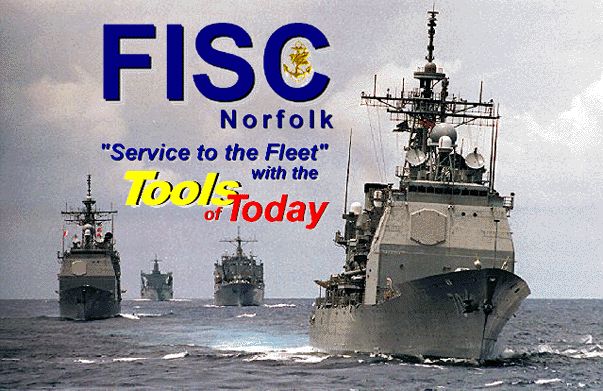 FISC
Norfolk
"Service to the Fleet"
with the
Tools
of Today